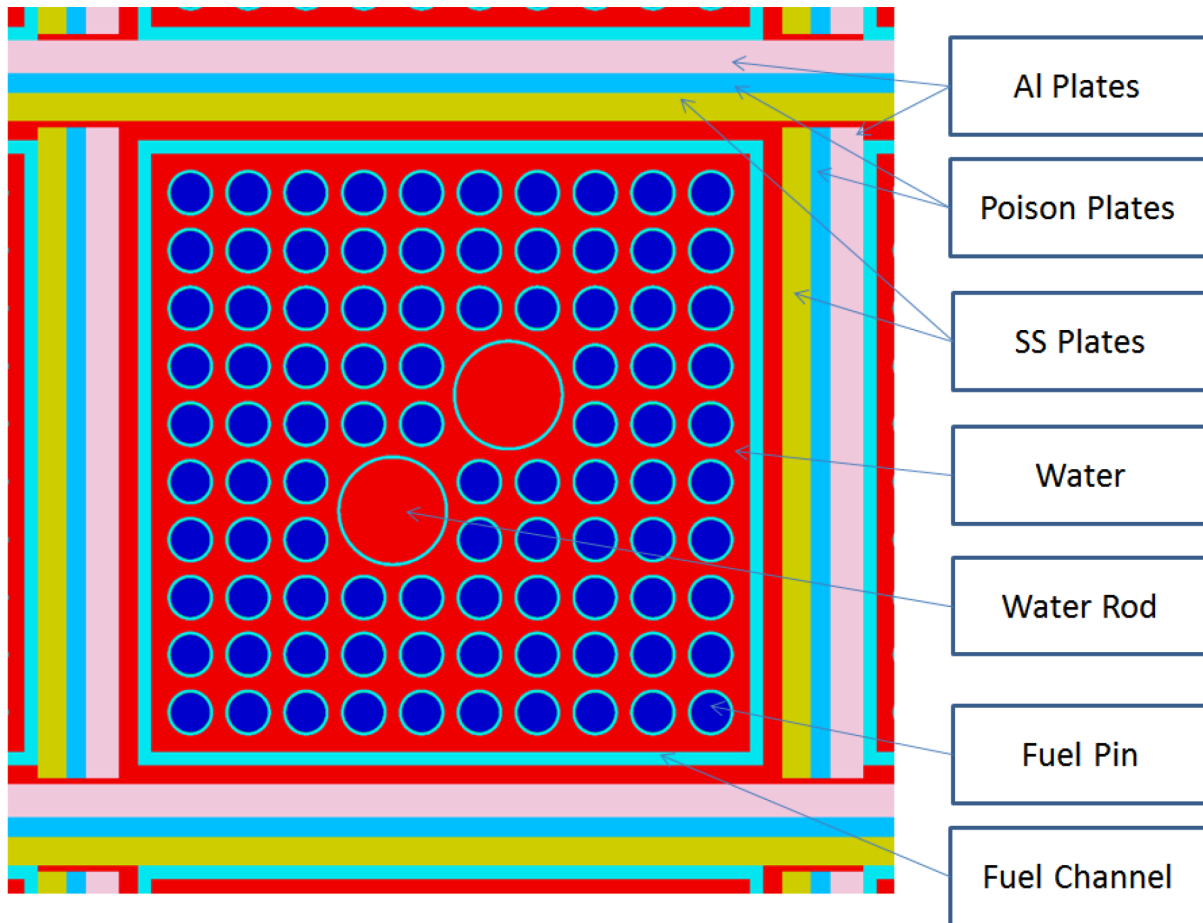 Al Plates
Poison Plates
SS Plates
Water
Water Rod
Fuel Pin
Fuel Channel